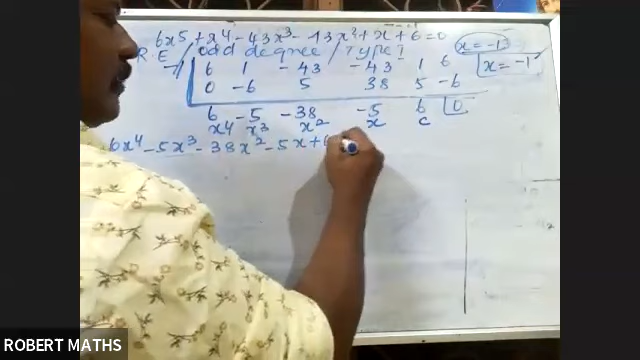 6x⁵ + x⁴ - 43x³ - 43x² + x + 6 = 0
R.E / odd degree / Type I x = -1
-1 | 6 1 -43 -43 1 6 x = -1
0 -6 5 38 5 -6
6 -5 -38 -5 6 0
x⁴ x³ x² x c
6x⁴ - 5x³ - 38x² - 5x + 6
ROBERT MATHS